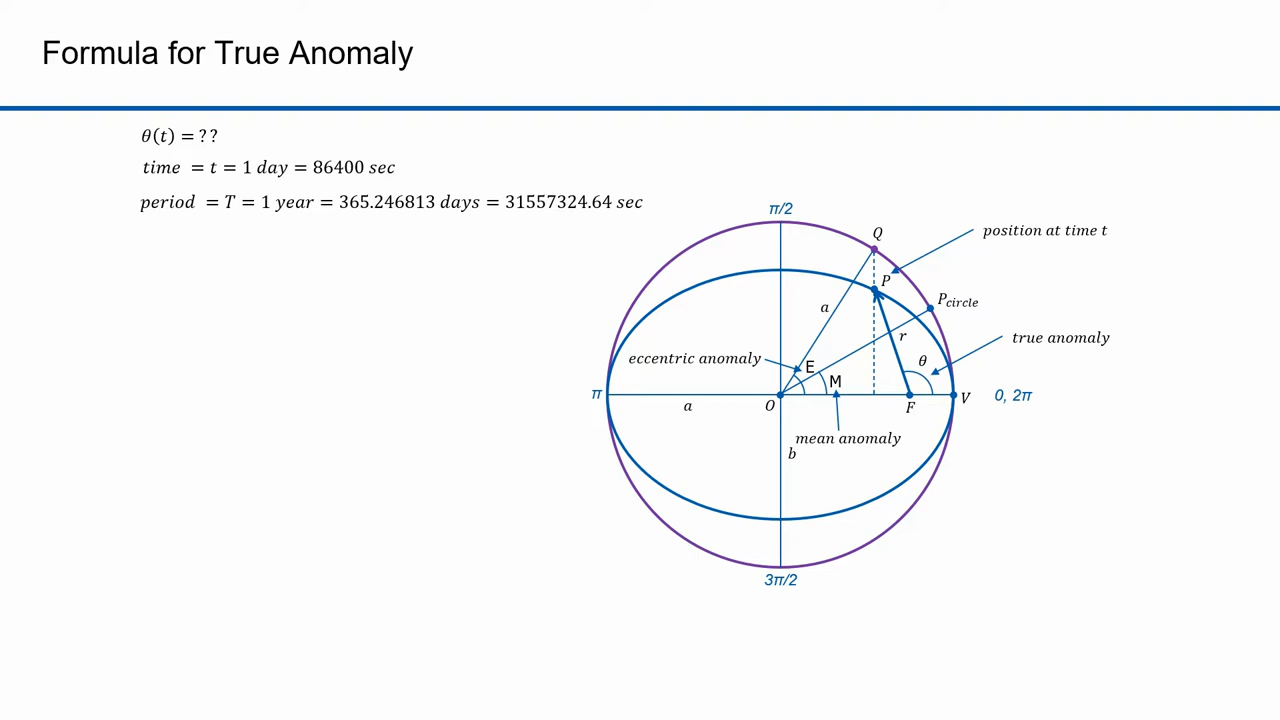 Formula for True Anomaly
θ(t) = ??
time = t = 1 day = 86400 sec
period = T = 1 year = 365.246813 days = 31557324.64 sec
π/2
Q
position at time t
P
P_circle
a
r
true anomaly
eccentric anomaly
E
θ
M
π
a
O
F
V
0, 2π
mean anomaly
b
3π/2